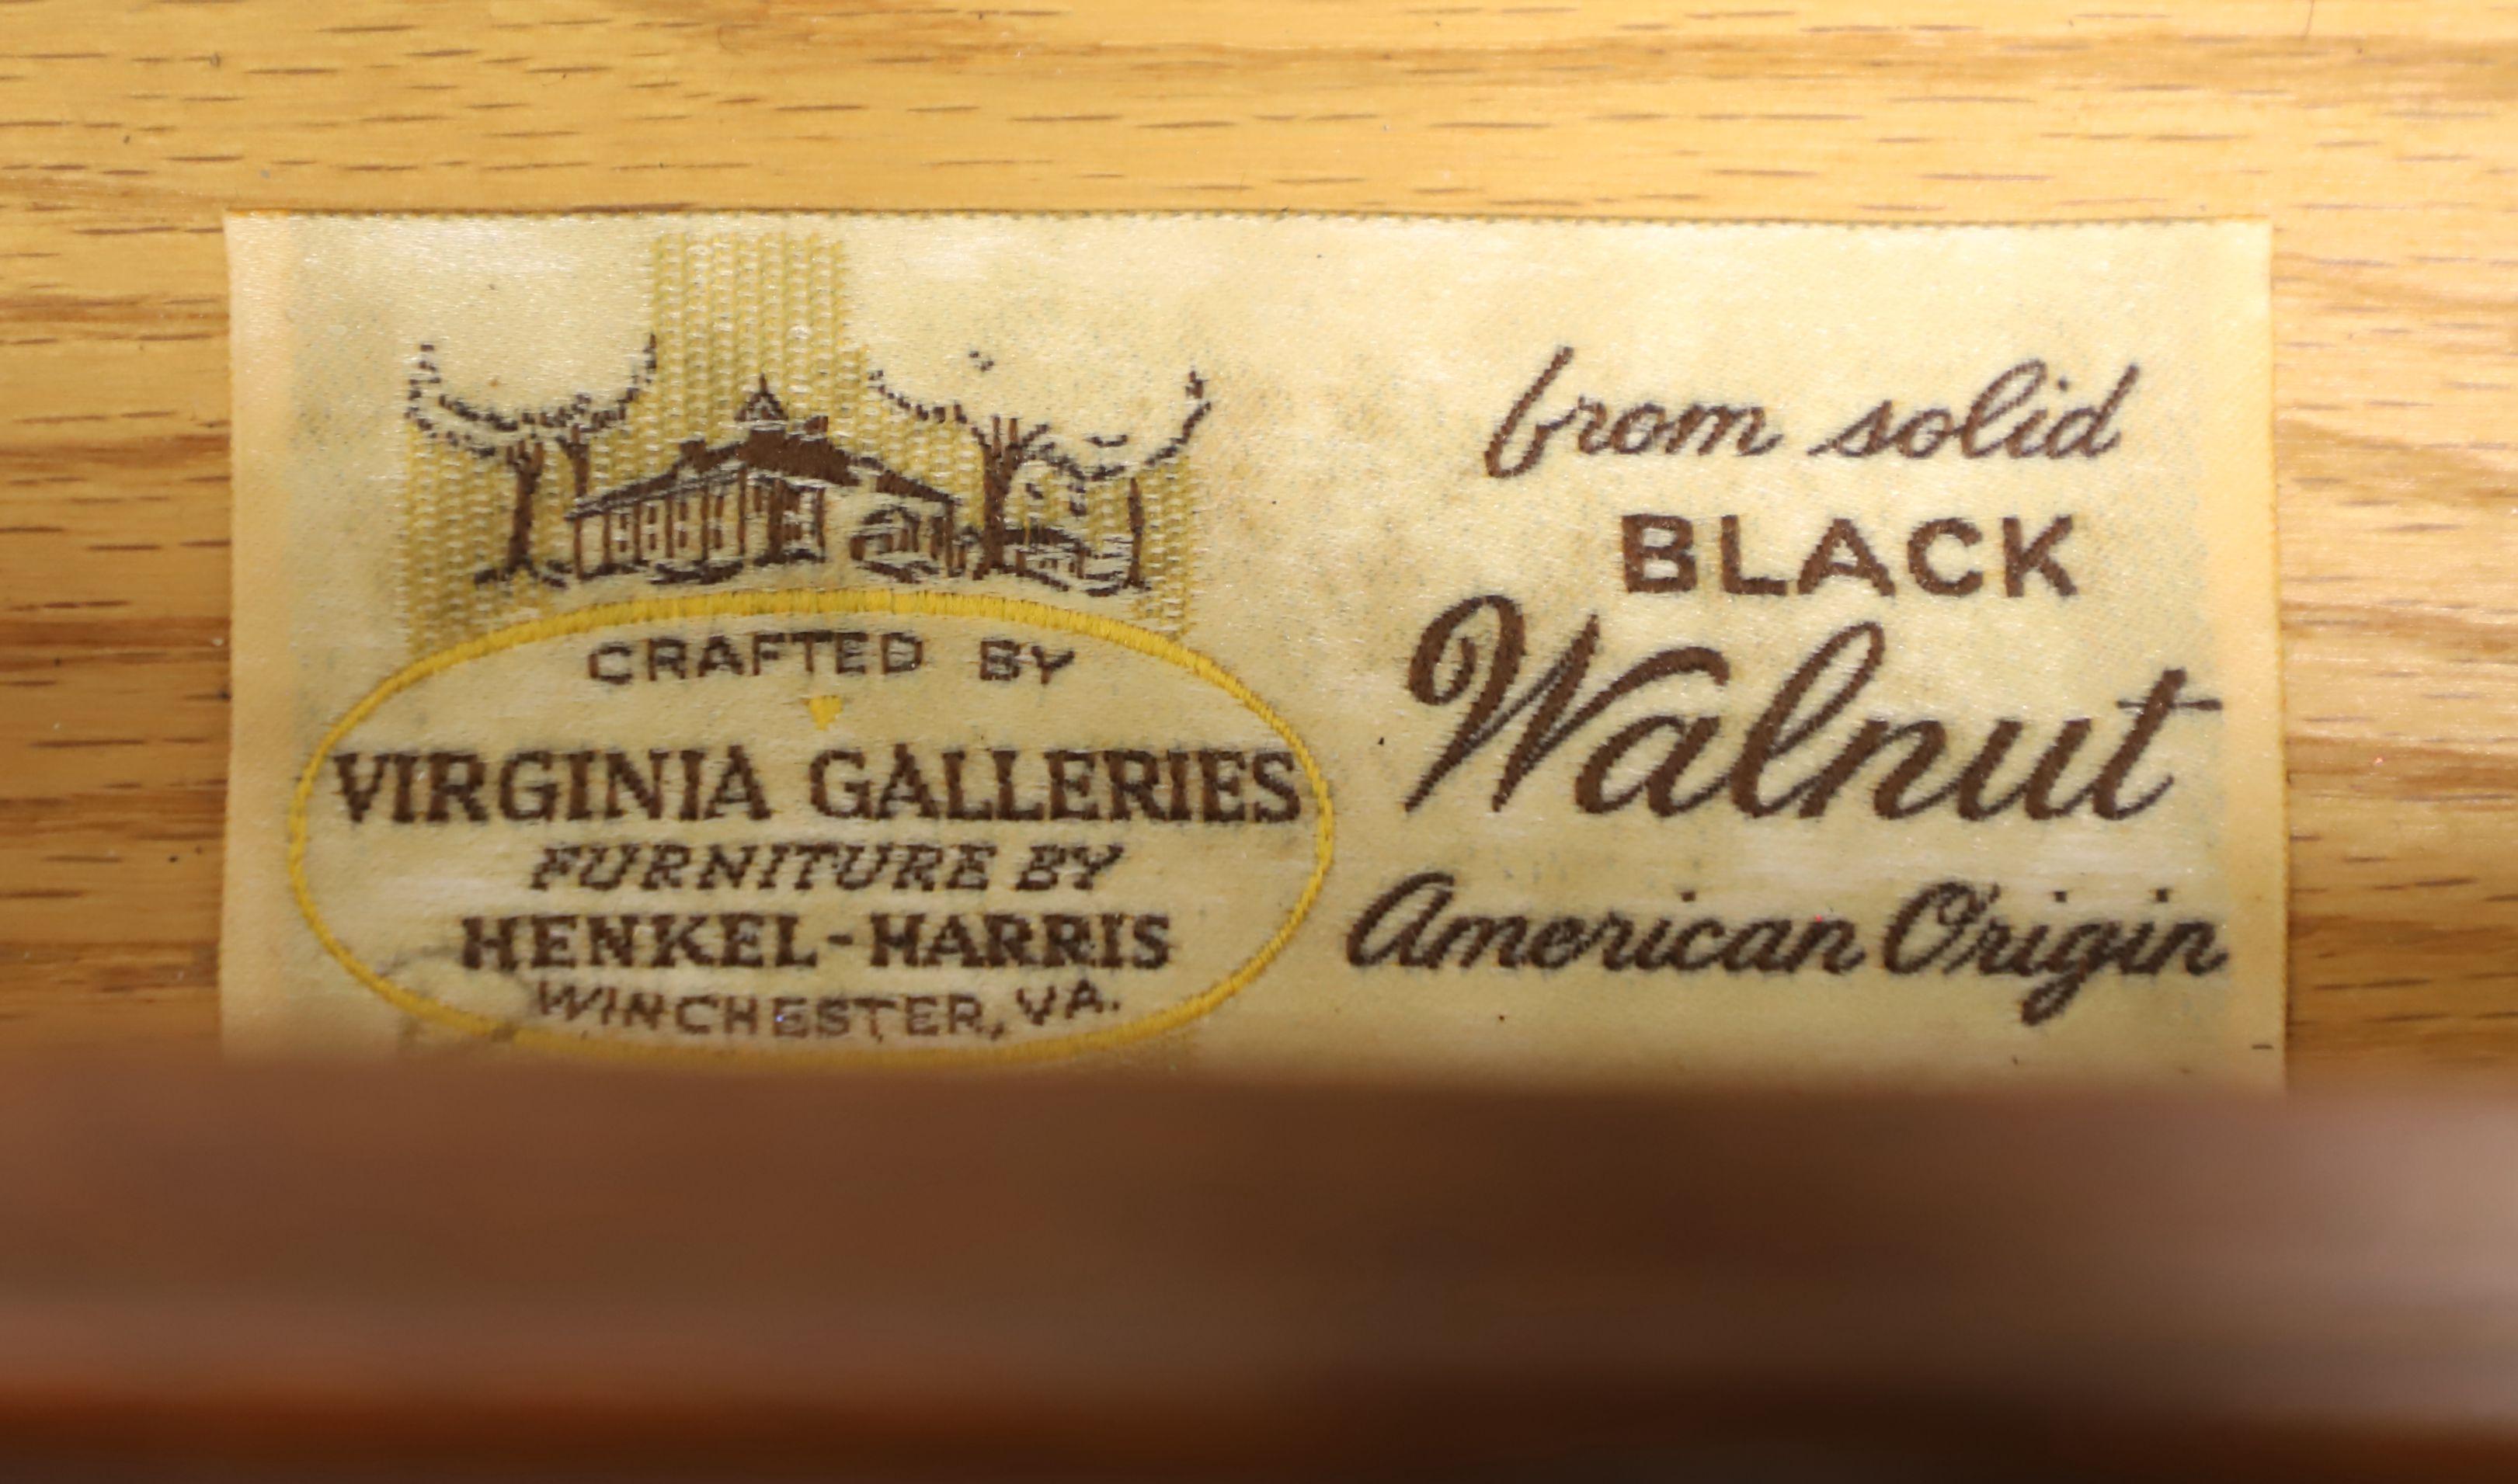 CRAFTED BY
VIRGINIA GALLERIES
FURNITURE BY
HENKEL-HARRIS
WINCHESTER, VA.
from solid
BLACK
Walnut
American Origin